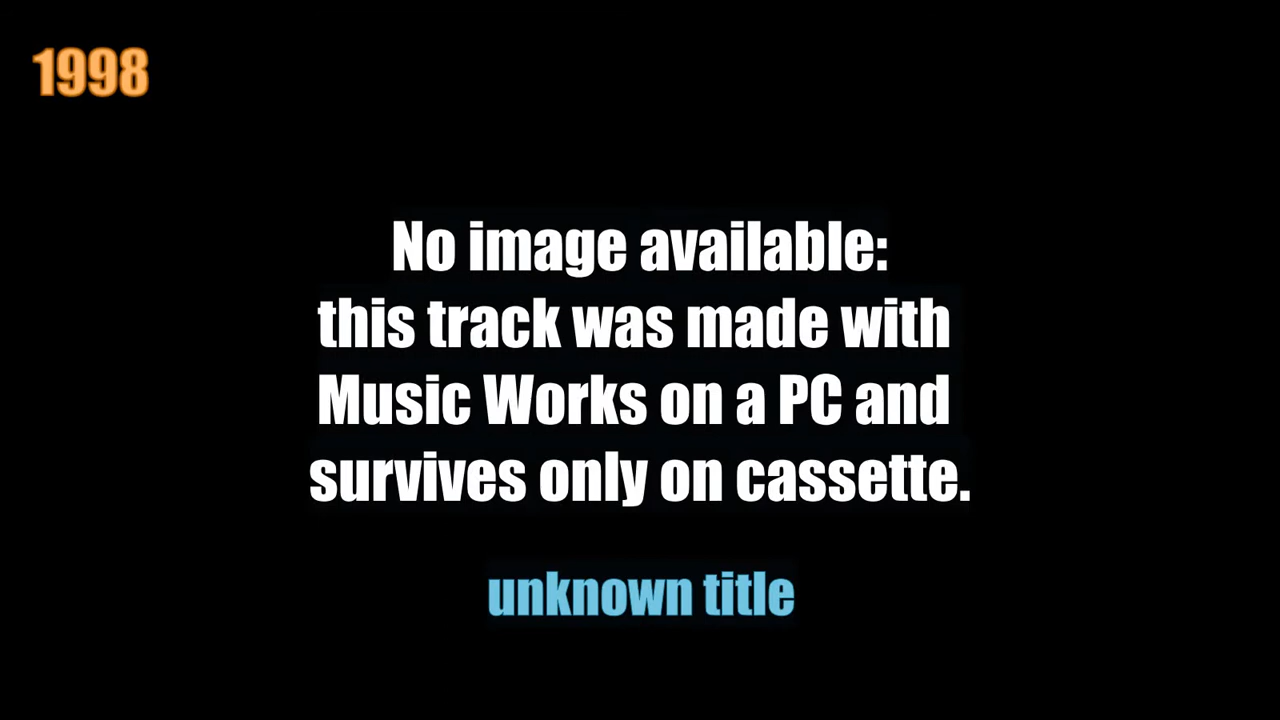 1998
No image available:
this track was made with
Music Works on a PC and
survives only on cassette.
unknown title